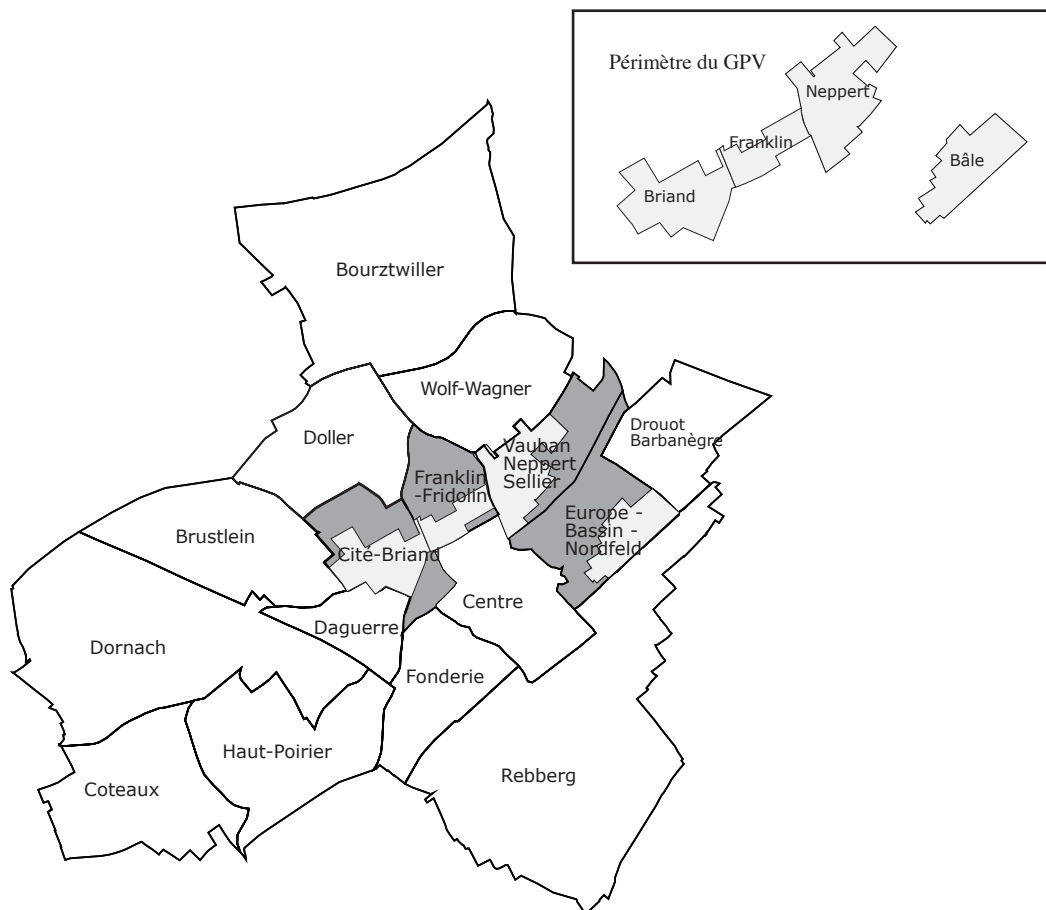 Périmètre du GPV
Neppert
Franklin
Bâle
Briand
Bourztwiller
Wolf-Wagner
Drouot
Barbanègre
Doller
Vauban
Neppert
Sellier
Franklin
-Fridolin
Europe -
Bassin -
Nordfeld
Brustlein
Cité-Briand
Centre
Daguerre
Dornach
Fonderie
Haut-Poirier
Rebberg
Coteaux